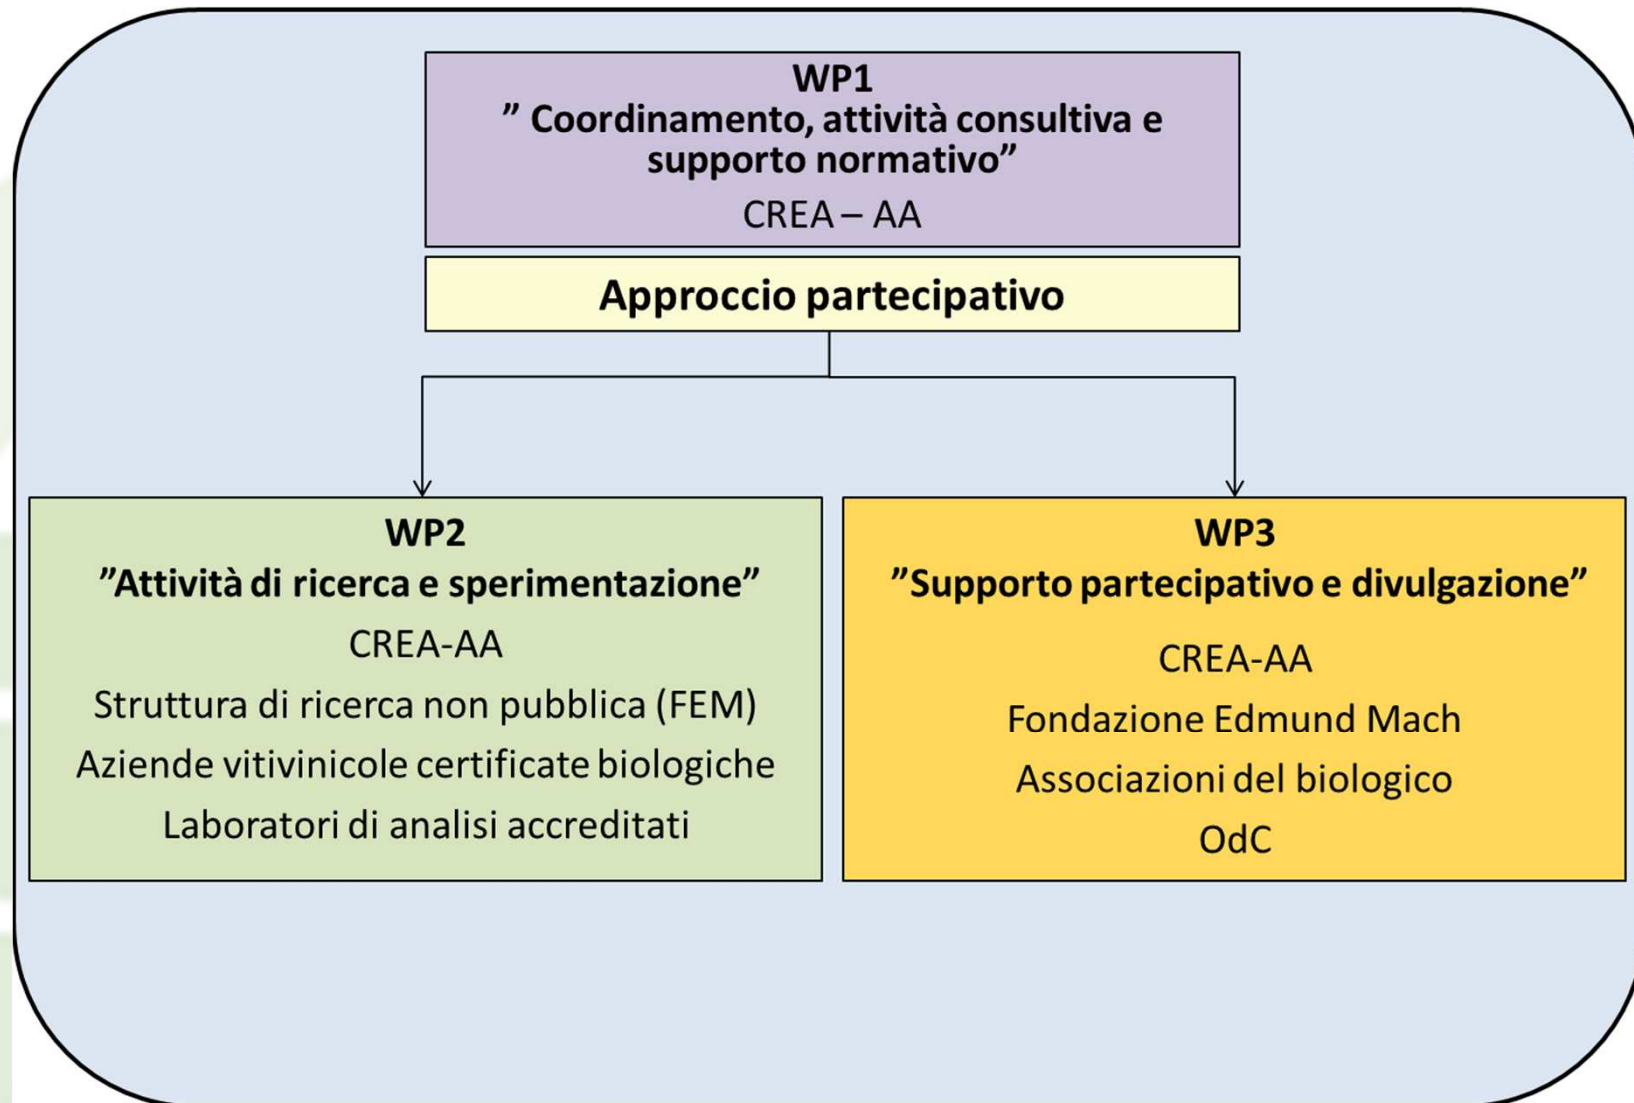 WP1
” Coordinamento, attività consultiva e
supporto normativo”
CREA – AA
Approccio partecipativo
WP2
”Attività di ricerca e sperimentazione”
CREA-AA
Struttura di ricerca non pubblica (FEM)
Aziende vitivinicole certificate biologiche
Laboratori di analisi accreditati
WP3
”Supporto partecipativo e divulgazione”
CREA-AA
Fondazione Edmund Mach
Associazioni del biologico
OdC